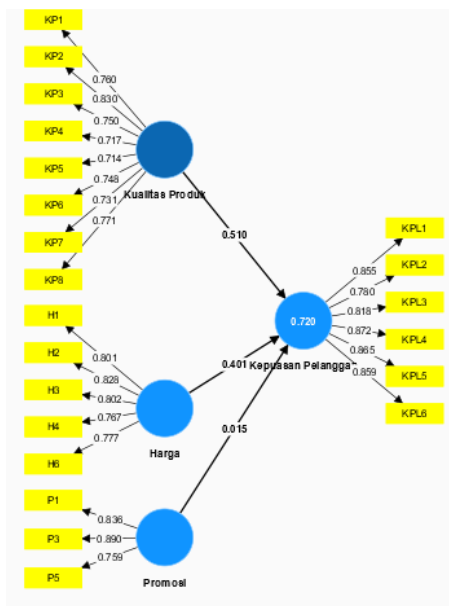 KP1
KP2
KP3
KP4
KP5
KP6
KP7
KP8
0.760
0.830
0.750
0.717
0.714
0.748
0.731
0.771
Kualitas Produk
0.510
H1
H2
H3
H4
H6
0.801
0.828
0.802
0.767
0.777
Harga
0.401
P1
P3
P5
0.836
0.890
0.759
Promosi
0.015
0.720
Kepuasan Pelangga
KPL1
KPL2
KPL3
KPL4
KPL5
KPL6
0.855
0.780
0.818
0.872
0.865
0.859